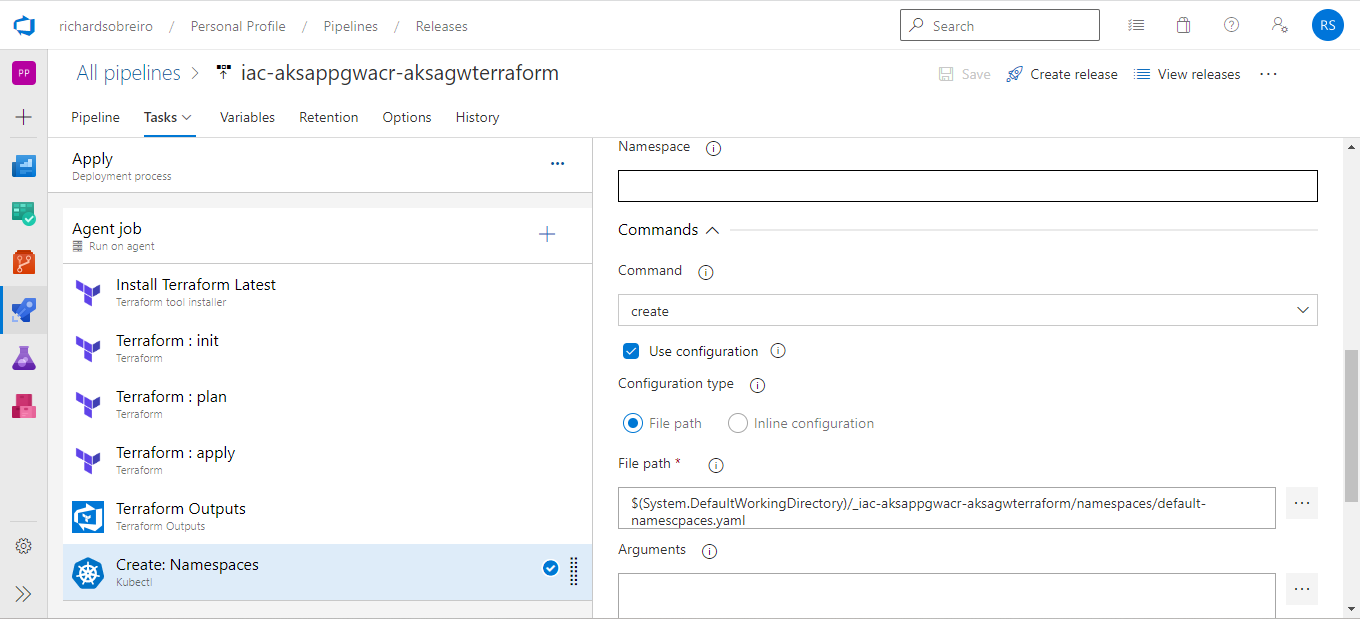 richardsobreiro / Personal Profile / Pipelines / Releases
Search
RS
PP
All pipelines > iac-aksappgwacr-aksagwterraform
Save
Create release
View releases
Pipeline
Tasks
Variables
Retention
Options
History
Apply
Deployment process
Agent job
Run on agent
Install Terraform Latest
Terraform tool installer
Terraform : init
Terraform
Terraform : plan
Terraform
Terraform : apply
Terraform
Terraform Outputs
Terraform Outputs
Create: Namespaces
Kubectl
Namespace
Commands
Command
create
Use configuration
Configuration type
File path
Inline configuration
File path *
$(System.DefaultWorkingDirectory)/_iac-aksappgwacr-aksagwterraform/namespaces/default-
namescpaces.yaml
Arguments